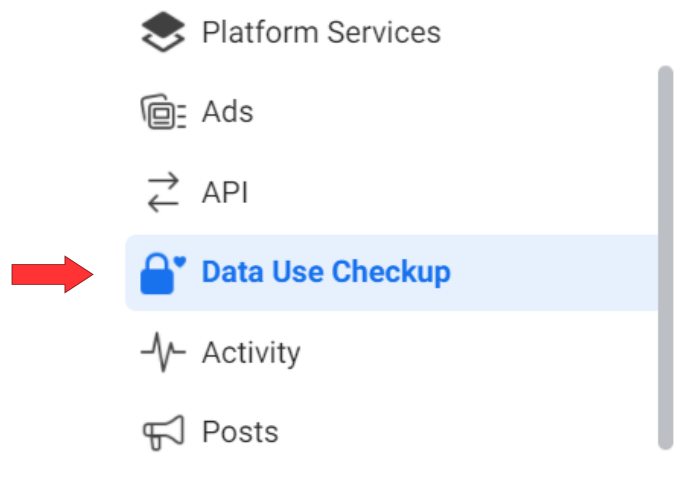 Platform Services
Ads
API
Data Use Checkup
Activity
Posts